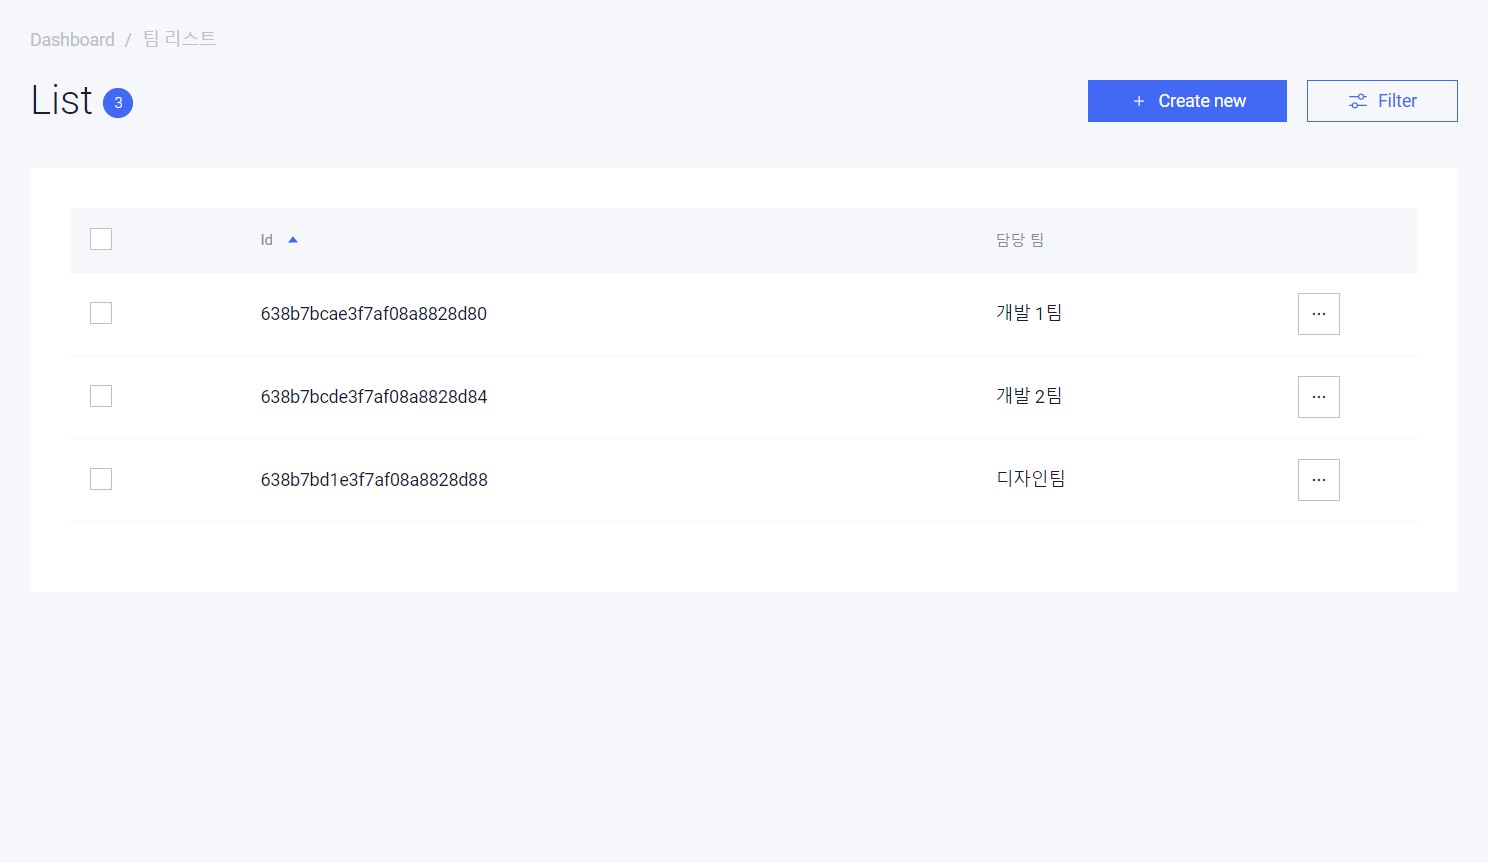 Dashboard / 팀 리스트
List 3
+ Create new
Filter
Id 담당 팀
638b7bcae3f7af08a8828d80 개발 1팀 ...
638b7bcde3f7af08a8828d84 개발 2팀 ...
638b7bd1e3f7af08a8828d88 디자인팀 ...